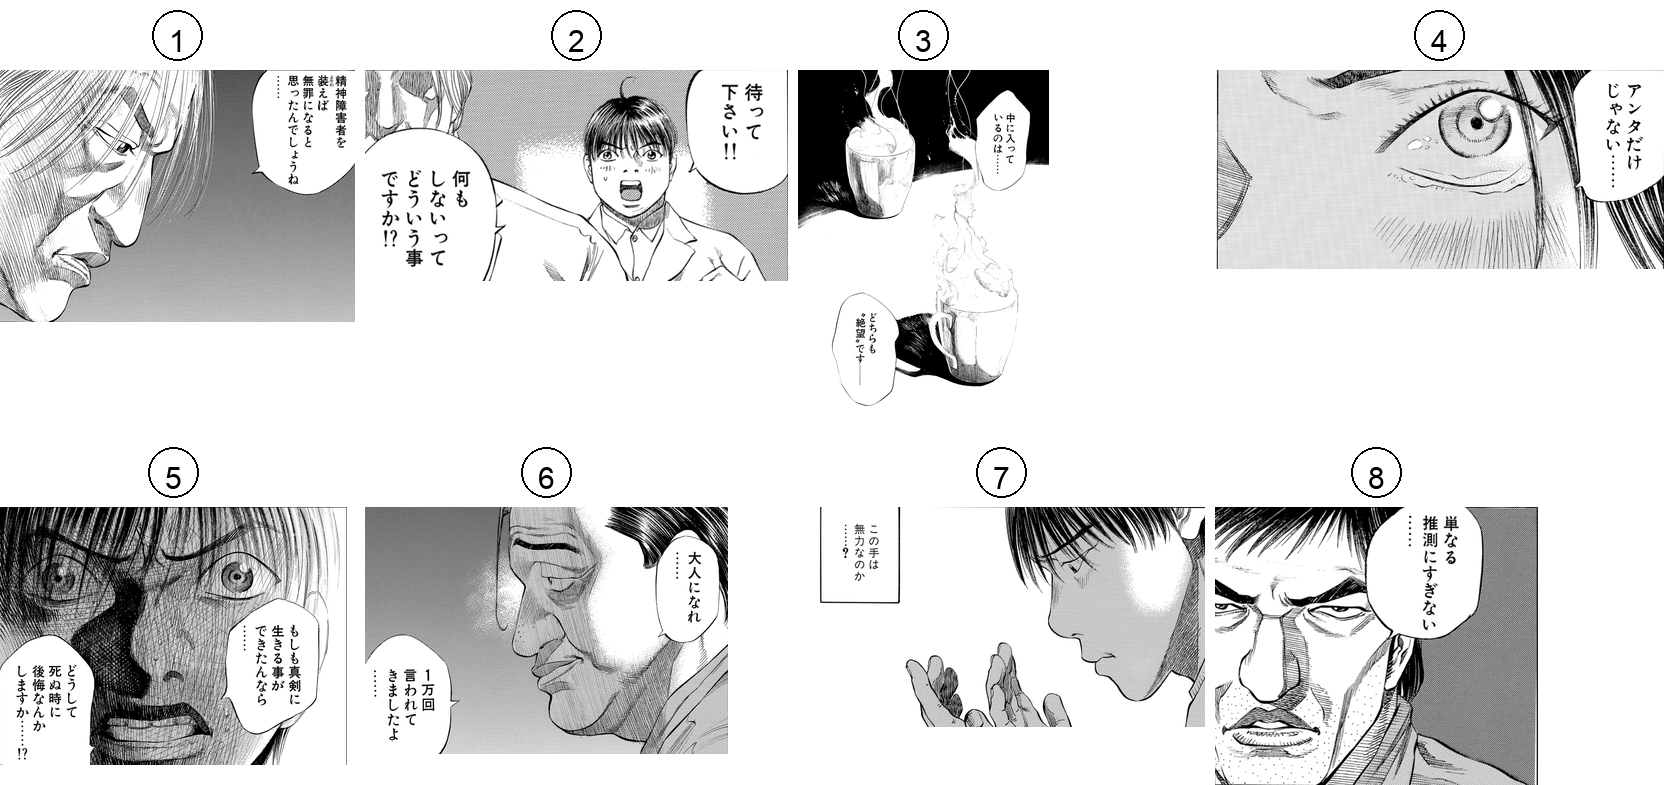 1
精神障害者を
装えば
無罪になると
思ったんでしょうね
……
2
待って
下さい!!
何も
しないって
どういう事
ですか!?
3
中に入って
いるのは……
どちらも
“絶望”です――
4
アンタだけ
じゃない……
5
もしも真剣に
生きる事が
できたんなら
……
どうして
死ぬ時に
後悔なんか
しますか……!?
6
大人になれ
……
1万回
言われて
きましたよ
……
7
この手は
無力なのか
……?
8
単なる
推測にすぎない
……